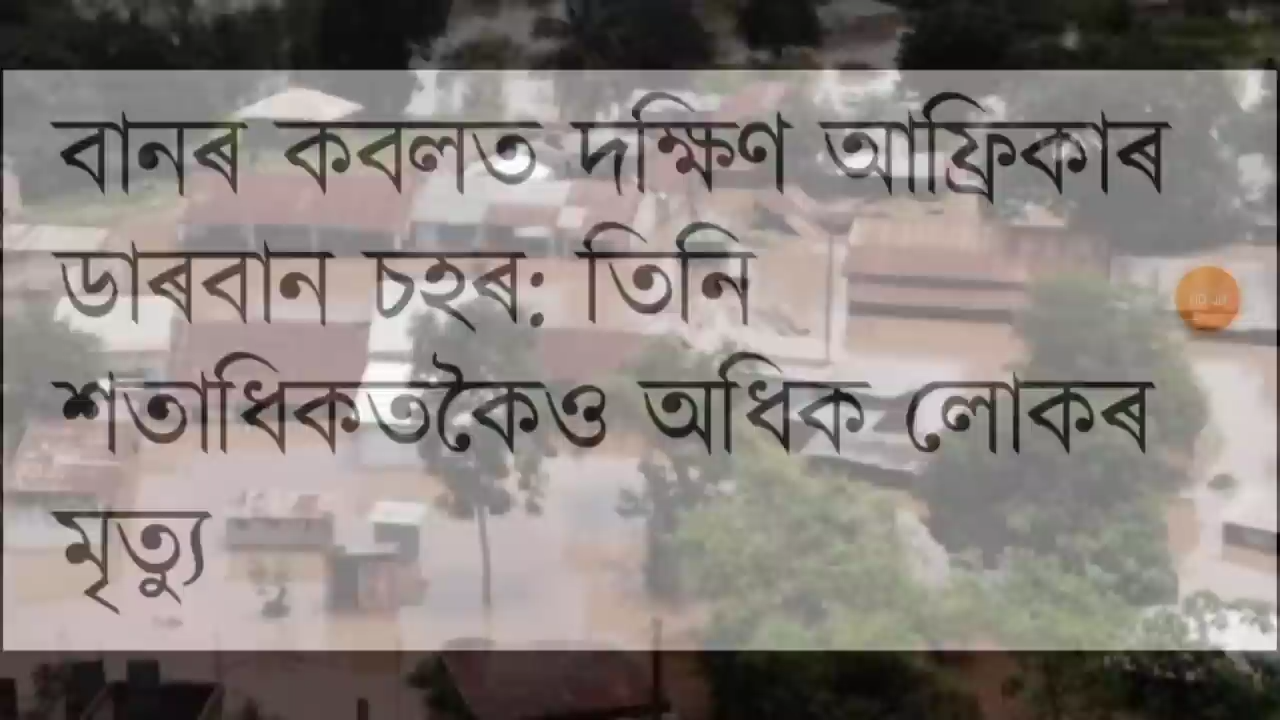 বানৰ কবলত দক্ষিণ আফ্ৰিকাৰ
ডাৰবান চহৰ: তিনি
শতাধিকতকৈও অধিক লোকৰ
মৃত্যু